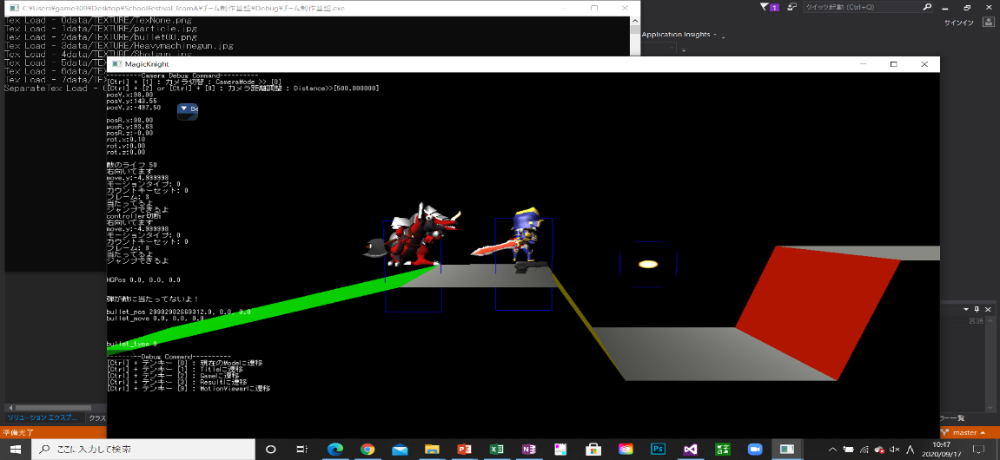 C:¥Users¥game309¥Desktop¥SchoolFestival-TeamA¥チーム制作基盤¥Debug¥チーム制作基盤.exe
1
クイック起動 (Ctrl+Q)
サインイン
Application Insights
Tex Load - 0data/TEXTURE/TexNone.png
Tex Load - 1data/TEXTURE/particle.jpg
Tex Load - 2data/TEXTURE/bullet00.png
Tex Load - 3data/TEXTURE/Heavymachinegun.jpg
Tex Load - 4data/TEXTURE/Shotgun.jpg
Tex Load - 5data/TEX
Tex Load - 6data/TEX
Tex Load - 7data/TEX
SeparateTex Load - 0
MagicKnight
---------Camera Debug Command----------
[Ctrl] + [1] : カメラ切替 : CameraMode >> [0]
[Ctrl] + [2] or [Ctrl] + [3] : カメラ距離調整 : Distance>>[500.000000]
posV.x:98.00
posV.y:143.55
posV.z:-497.50
posR.x:98.00
posR.y:93.63
posR.z:-0.00
rot.x:0.10
rot.y:0.00
rot.z:0.00
敵のライフ 50
右向いてます
move.y:-4.999998
モーションタイプ: 0
カウントキーセット: 0
フレーム: 3
当たってるよ
ジャンプできるよ
controller切断
右向いてます
move.y:-4.999998
モーションタイプ: 0
カウントキーセット: 0
フレーム: 3
当たってるよ
ジャンプできるよ
HGPos 0.0, 0.0, 0.0
弾が敵に当たってないよ！
bullet_pos 29982902669312.0, 0.0, 0.0
bullet_move 0.0, 0.0, 0.0
bullet_type 0
---------Debug Command----------
[Ctrl] + テンキー [0] : 現在のModeに遷移
[Ctrl] + テンキー [1] : Titleに遷移
[Ctrl] + テンキー [2] : Gameに遷移
[Ctrl] + テンキー [3] : Resultに遷移
[Ctrl] + テンキー [9] : MotionViewerに遷移
言語
ソリューション エクスプ...
クラス
ラー一覧
準備完了
master
ここに入力して検索
10:47
2020/09/17